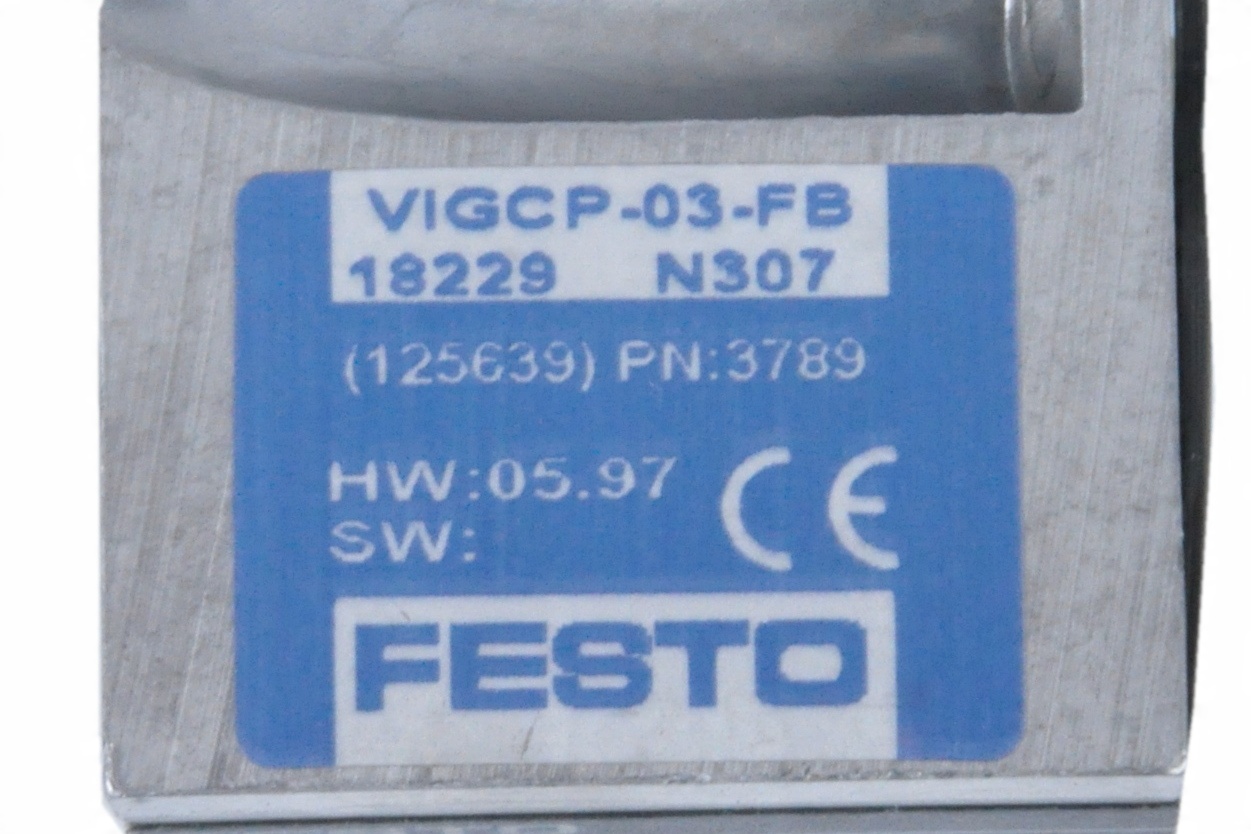 VIGCP-03-FB
18229 N307
(125639) PN:3789
HW:05.97
SW:
CE
FESTO